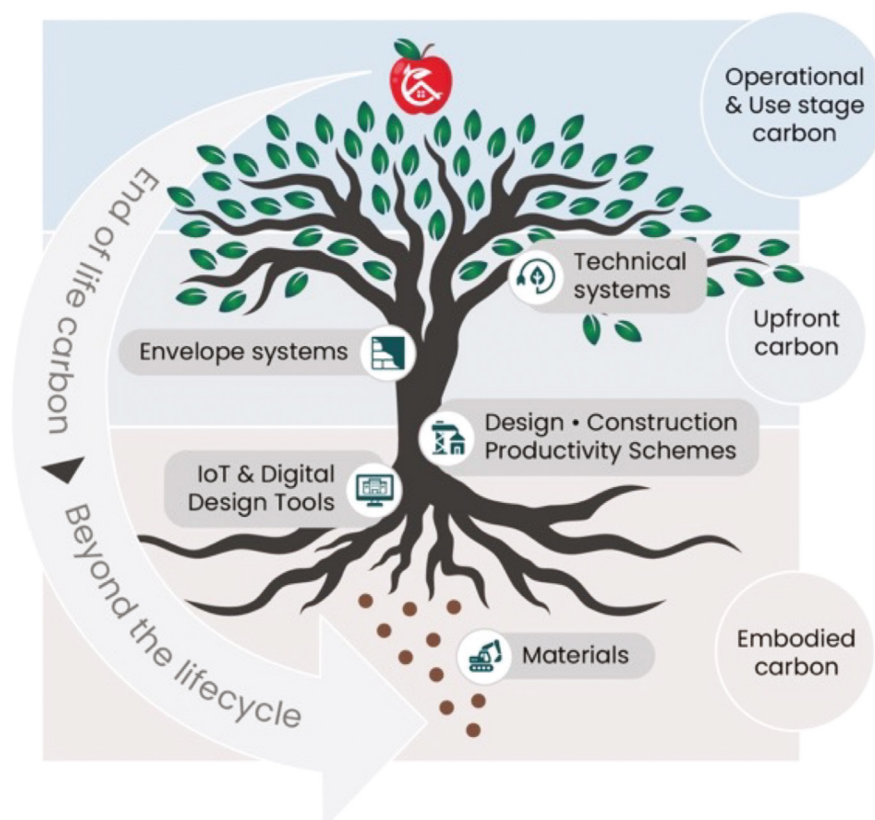 Operational
& Use stage
carbon
End of life carbon
Technical
systems
Upfront
carbon
Envelope systems
Design • Construction
Productivity Schemes
IoT & Digital
Design Tools
Beyond the lifecycle
Embodied
carbon
Materials